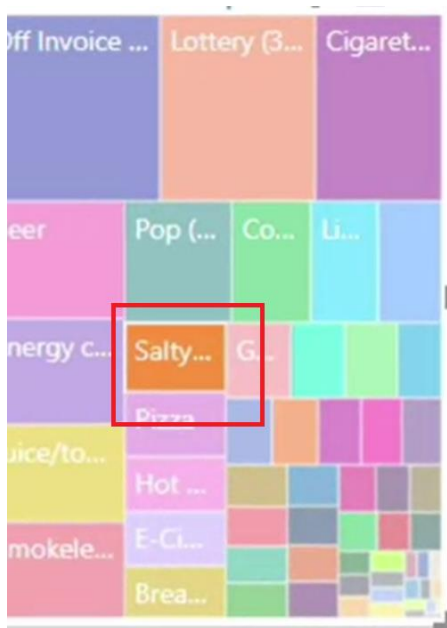 Off Invoice ... Lottery (3... Cigaret...
eer Pop (... Co... Li...
nergy c... Salty... G...
Pizza
uice/to... Hot ...
mokele... E-Ci...
Brea...